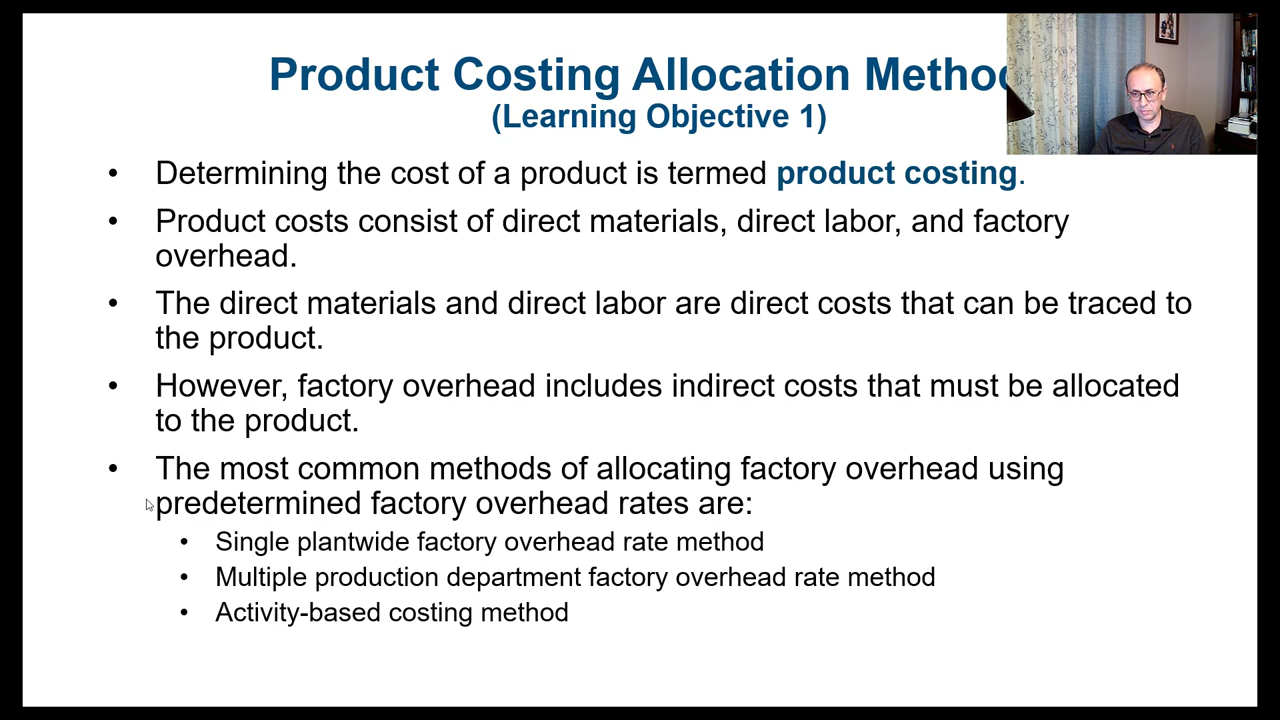 Product Costing Allocation Metho
(Learning Objective 1)
• Determining the cost of a product is termed product costing.
• Product costs consist of direct materials, direct labor, and factory
overhead.
• The direct materials and direct labor are direct costs that can be traced to
the product.
• However, factory overhead includes indirect costs that must be allocated
to the product.
• The most common methods of allocating factory overhead using
predetermined factory overhead rates are:
• Single plantwide factory overhead rate method
• Multiple production department factory overhead rate method
• Activity-based costing method